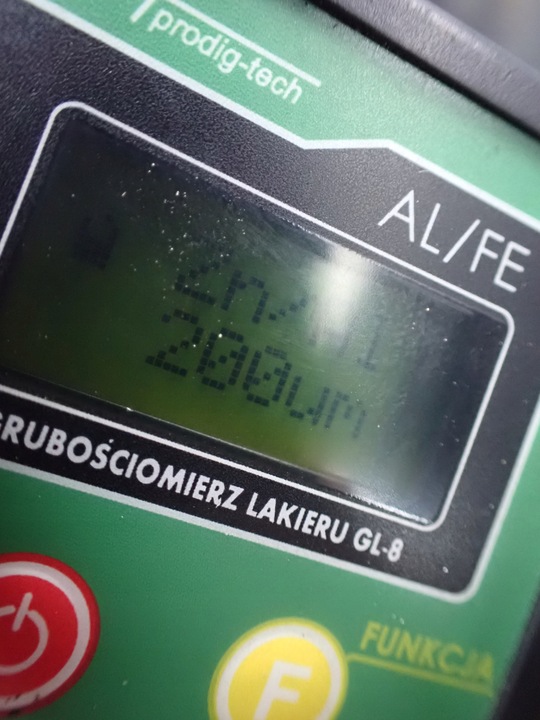 prodig-tech
AL/FE
200um
GRUBOŚCIOMIERZ LAKIERU GL-8
F
FUNKCJA